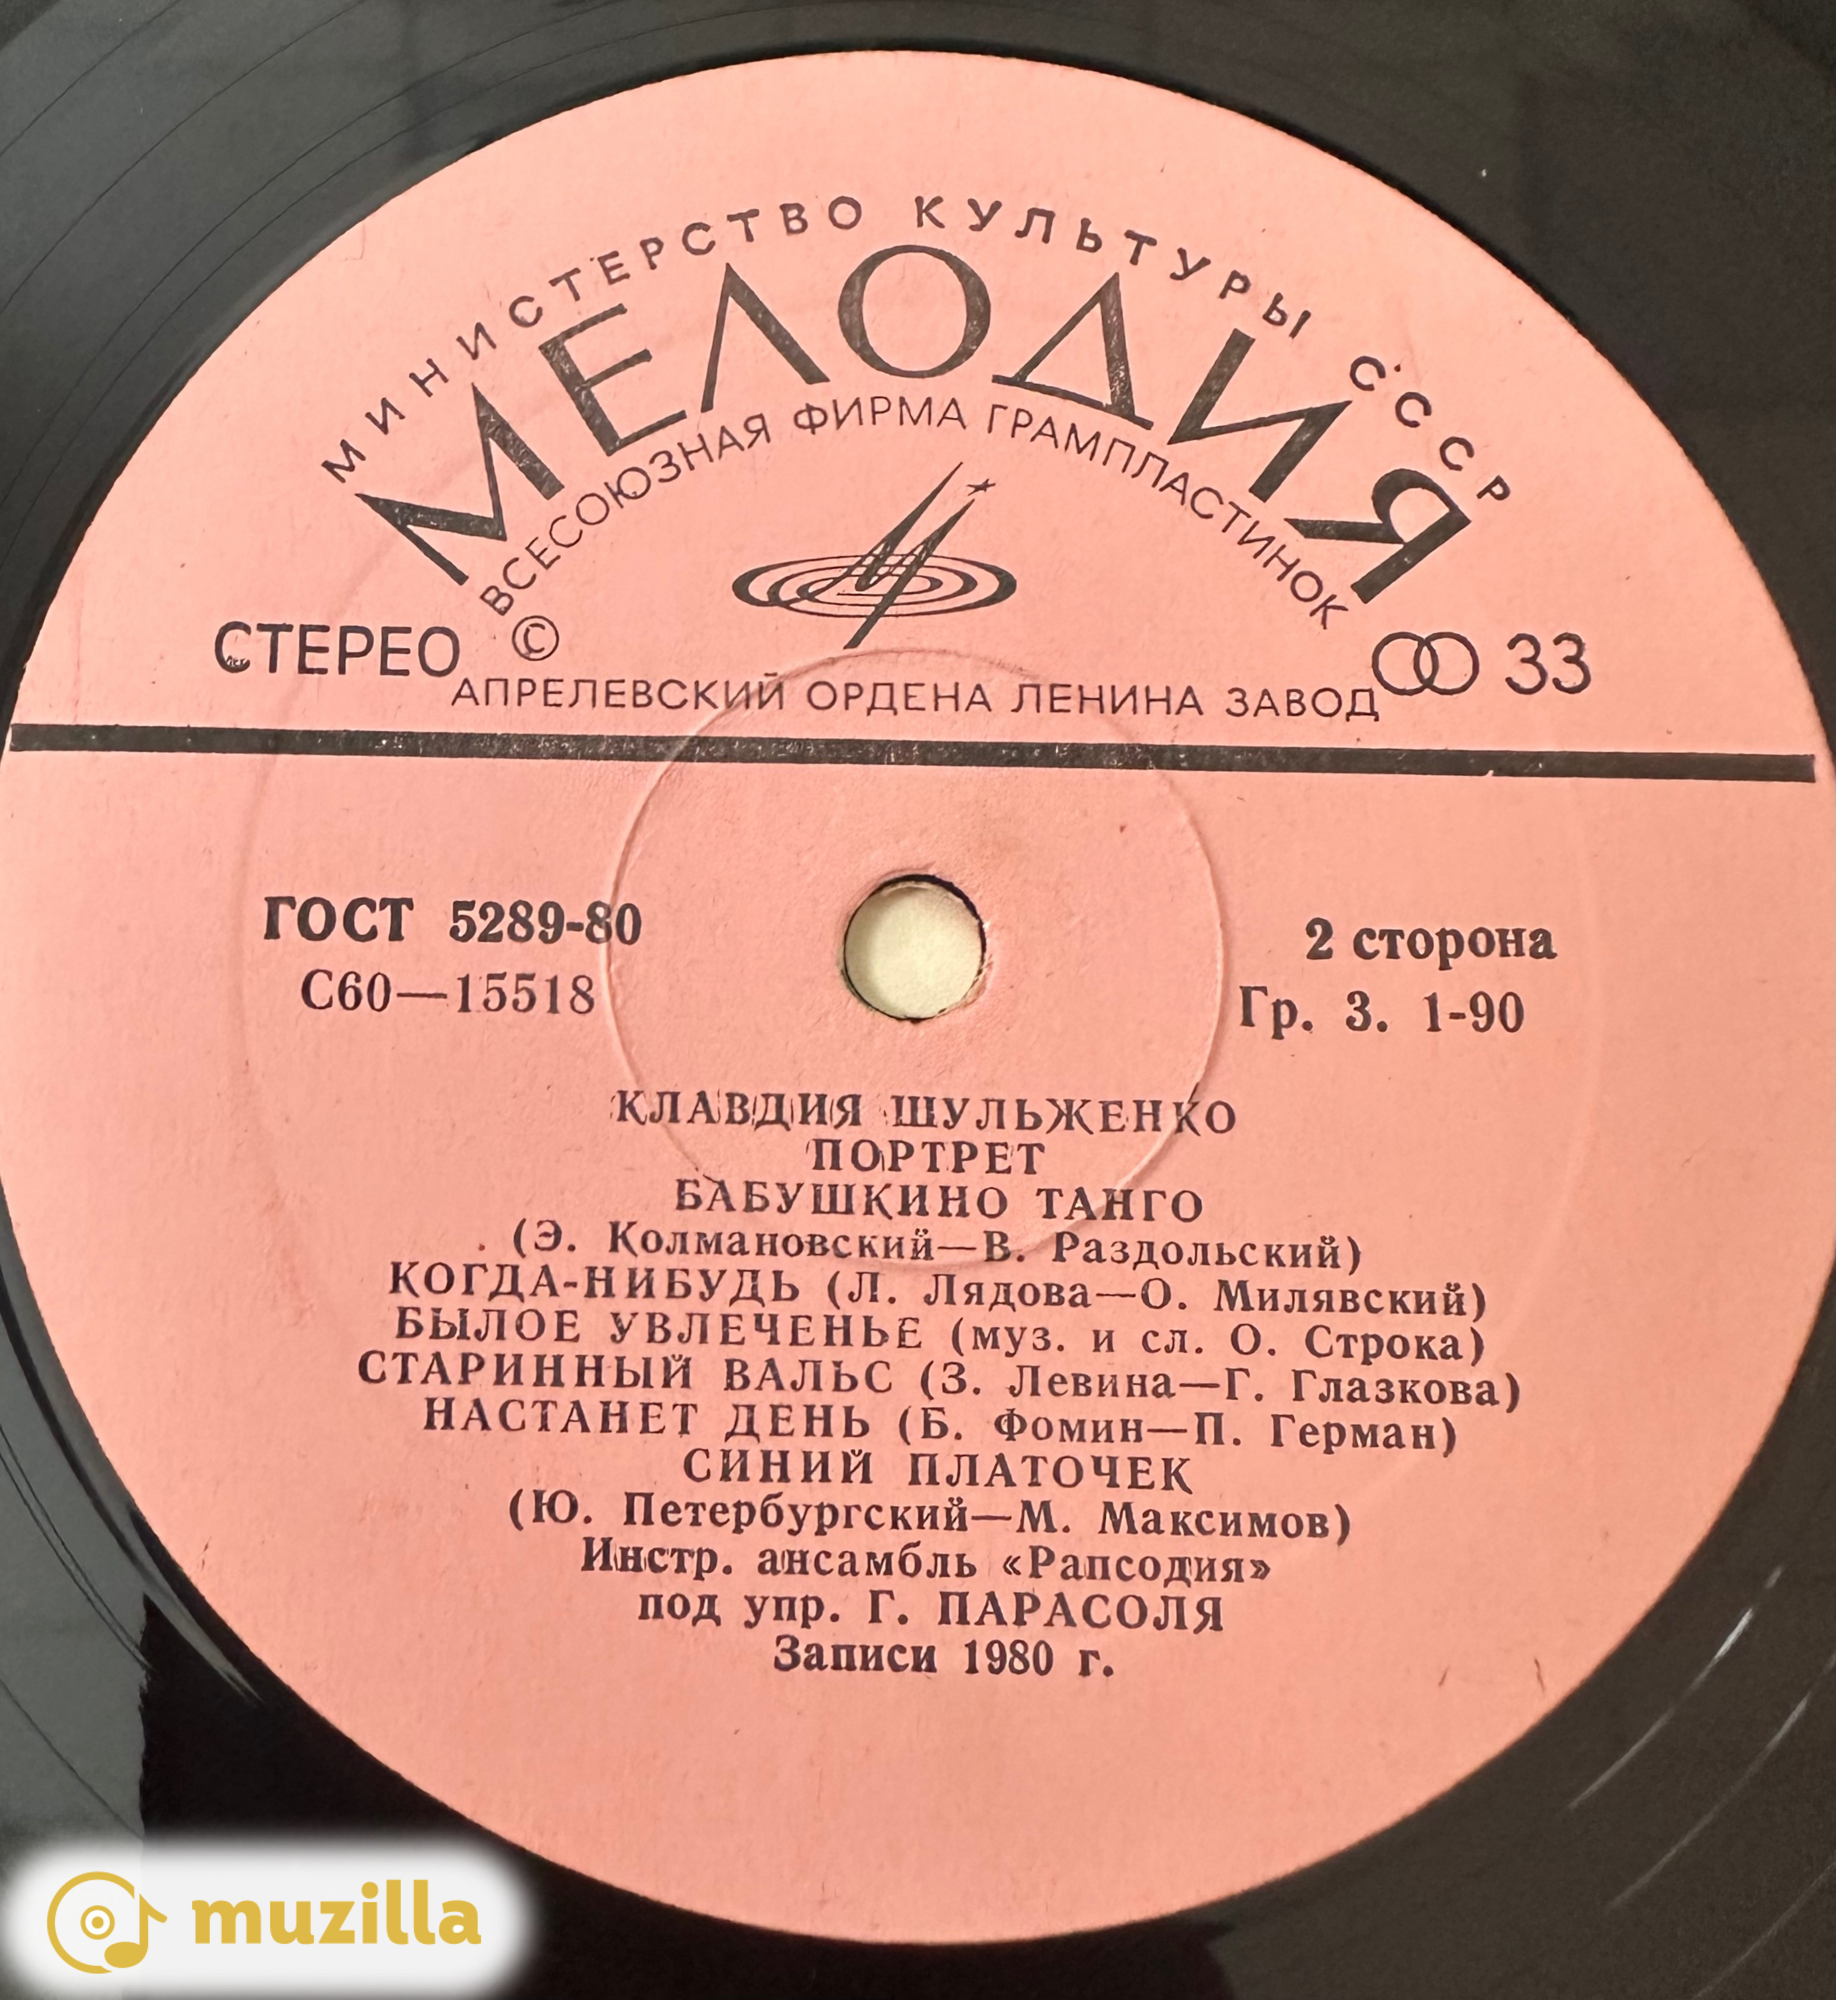 МИНИСТЕРСТВО КУЛЬТУРЫ СССР
МЕЛОДИЯ
ВСЕСОЮЗНАЯ ФИРМА ГРАМПЛАСТИНОК
СТЕРЕО © 33
АПРЕЛЕВСКИЙ ОРДЕНА ЛЕНИНА ЗАВОД
ГОСТ 5289-80 2 сторона
С60—15518 Гр. 3. 1-90
КЛАВДИЯ ШУЛЬЖЕНКО
ПОРТРЕТ
БАБУШКИНО ТАНГО
(Э. Колмановский—В. Раздольский)
КОГДА-НИБУДЬ (Л. Лядова—О. Милявский)
БЫЛОЕ УВЛЕЧЕНЬЕ (муз. и сл. О. Строка)
СТАРИННЫЙ ВАЛЬС (З. Левина—Г. Глазкова)
НАСТАНЕТ ДЕНЬ (Б. Фомин—П. Герман)
СИНИЙ ПЛАТОЧЕК
(Ю. Петербургский—М. Максимов)
Инстр. ансамбль «Рапсодия»
под упр. Г. ПАРАСОЛЯ
Записи 1980 г.
muzilla